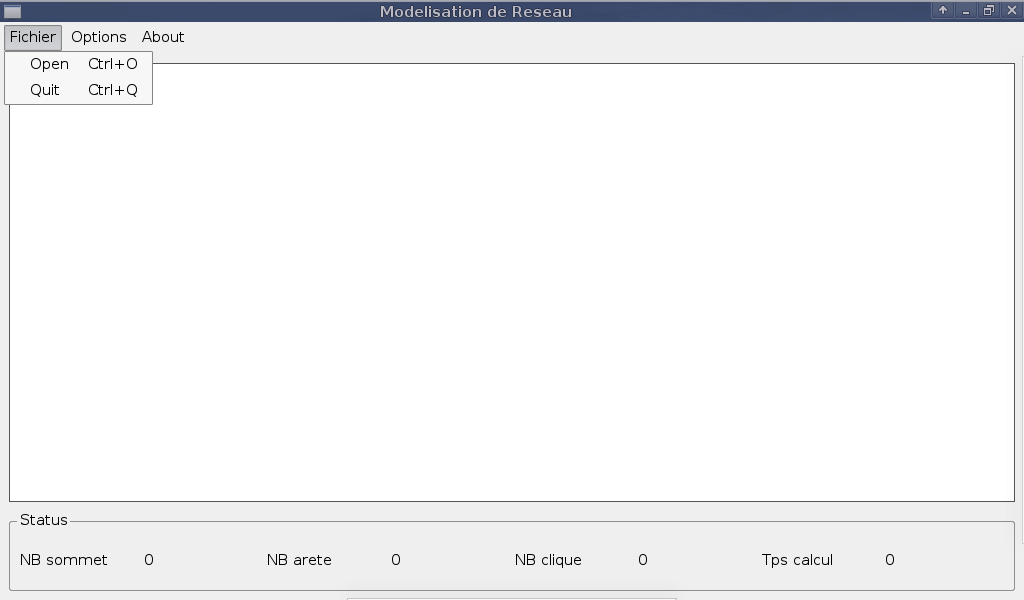 Modelisation de Reseau
Fichier Options About
Open Ctrl+O
Quit Ctrl+Q
Status
NB sommet 0 NB arete 0 NB clique 0 Tps calcul 0